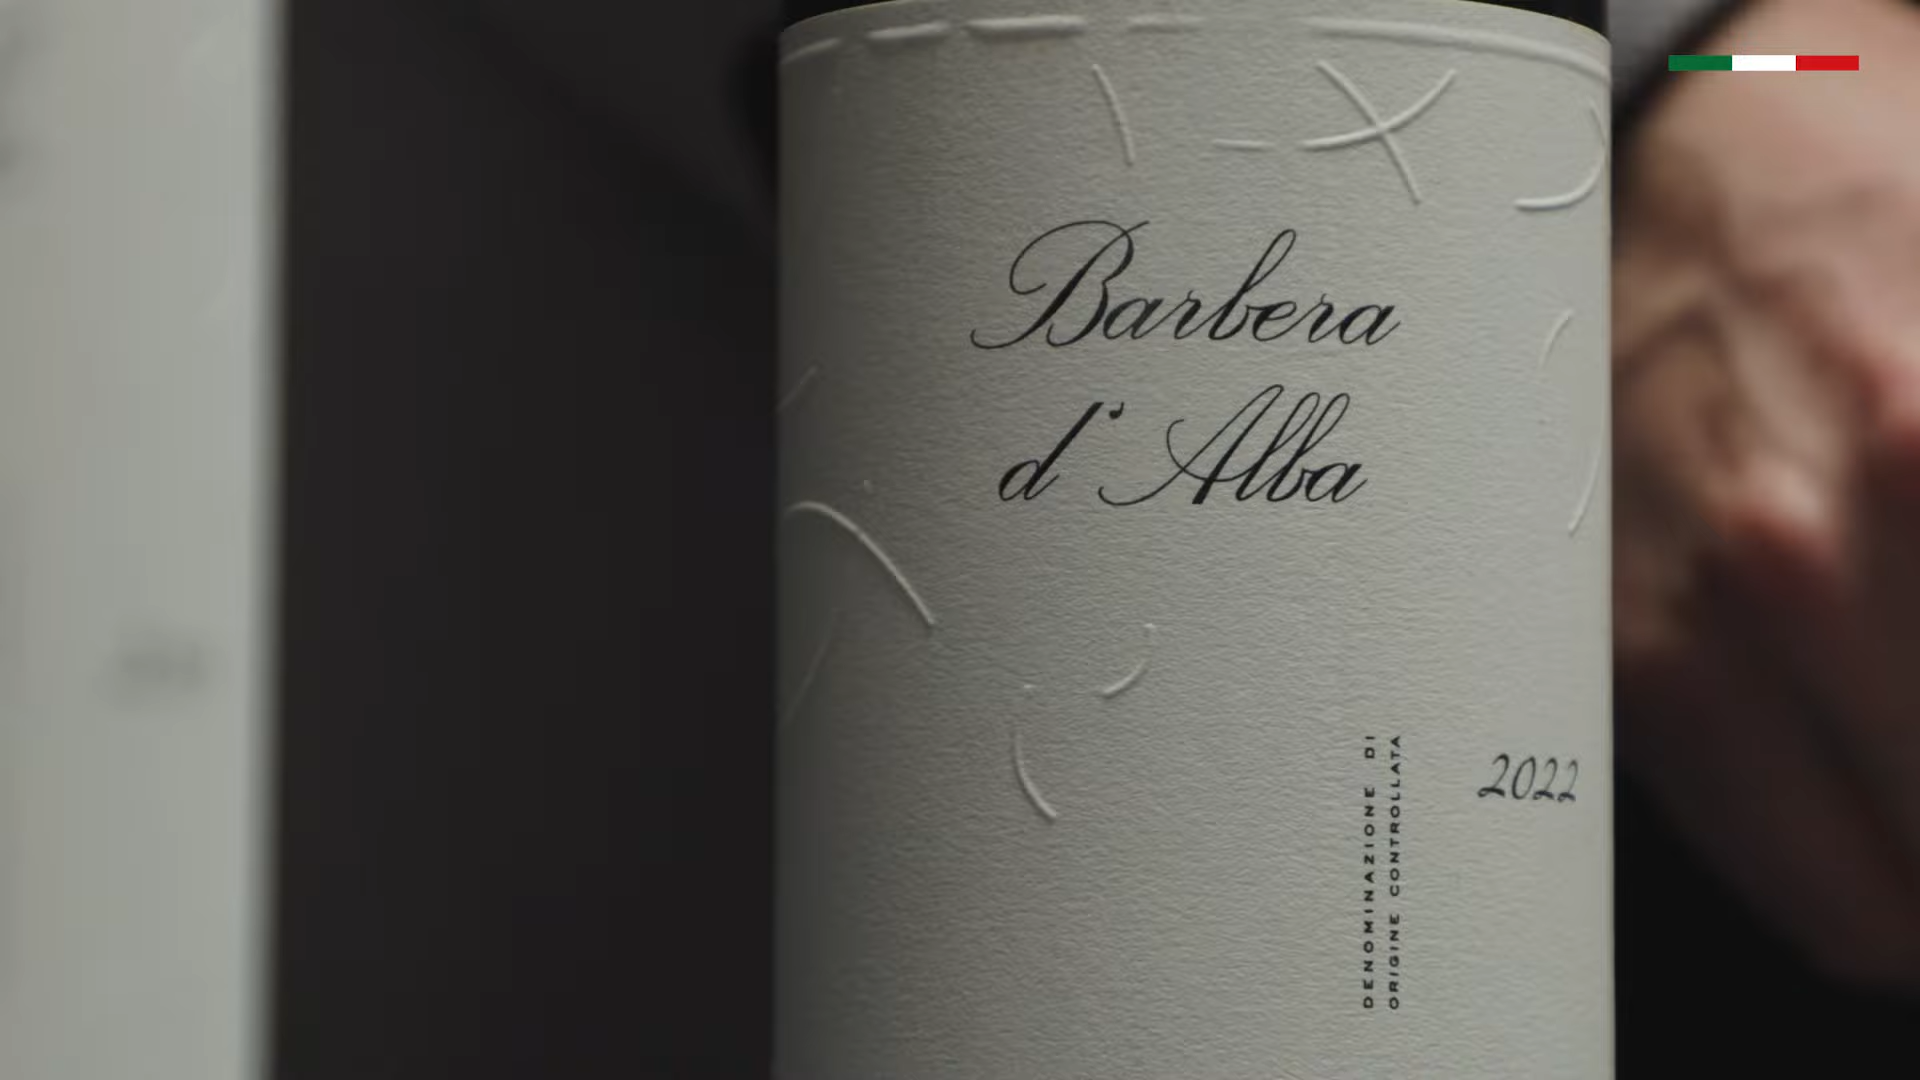 Barbera
d' Alba
2022
DENOMINAZIONE DI
ORIGINE CONTROLLATA